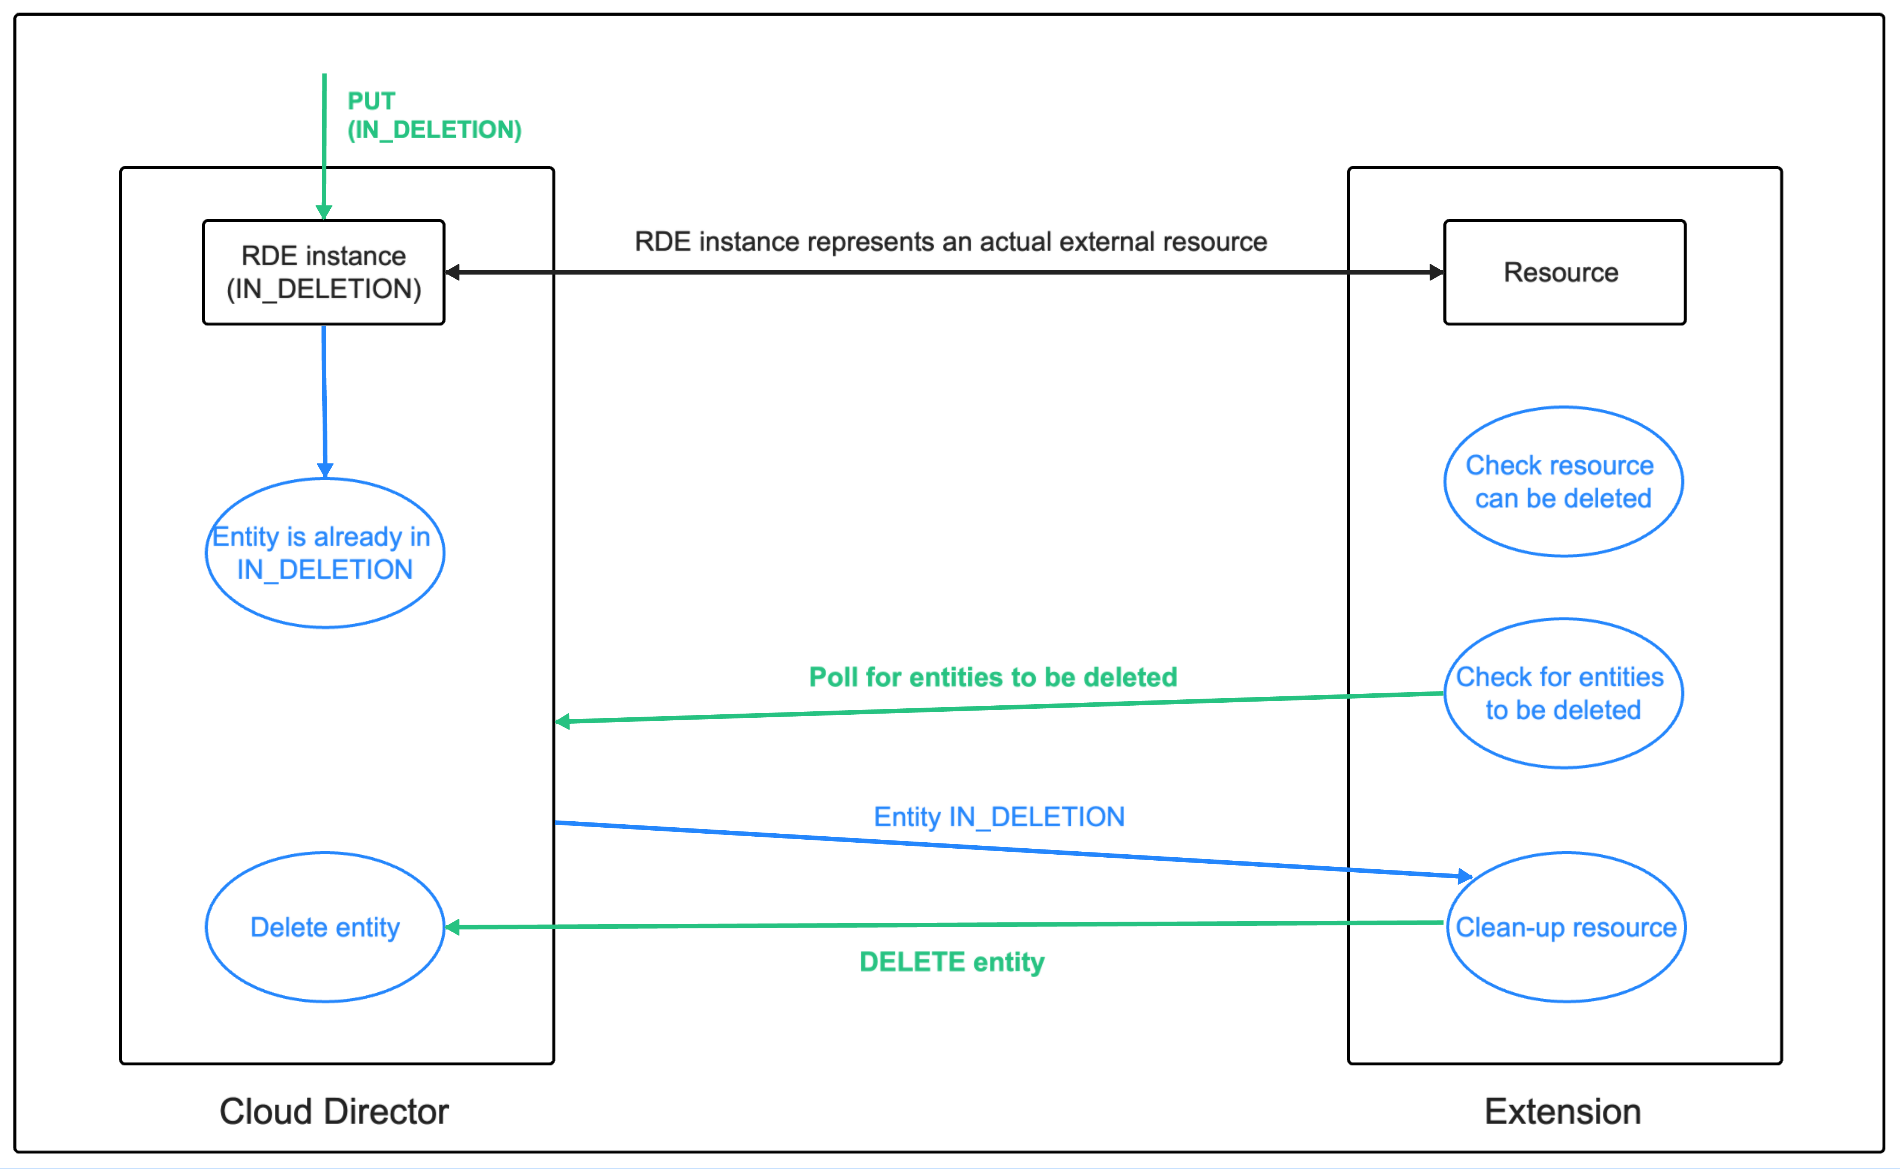 PUT
(IN_DELETION)
RDE instance
(IN_DELETION)
RDE instance represents an actual external resource
Resource
Check resource
can be deleted
Entity is already in
IN_DELETION
Poll for entities to be deleted
Check for entities
to be deleted
Entity IN_DELETION
Delete entity
Clean-up resource
DELETE entity
Cloud Director
Extension